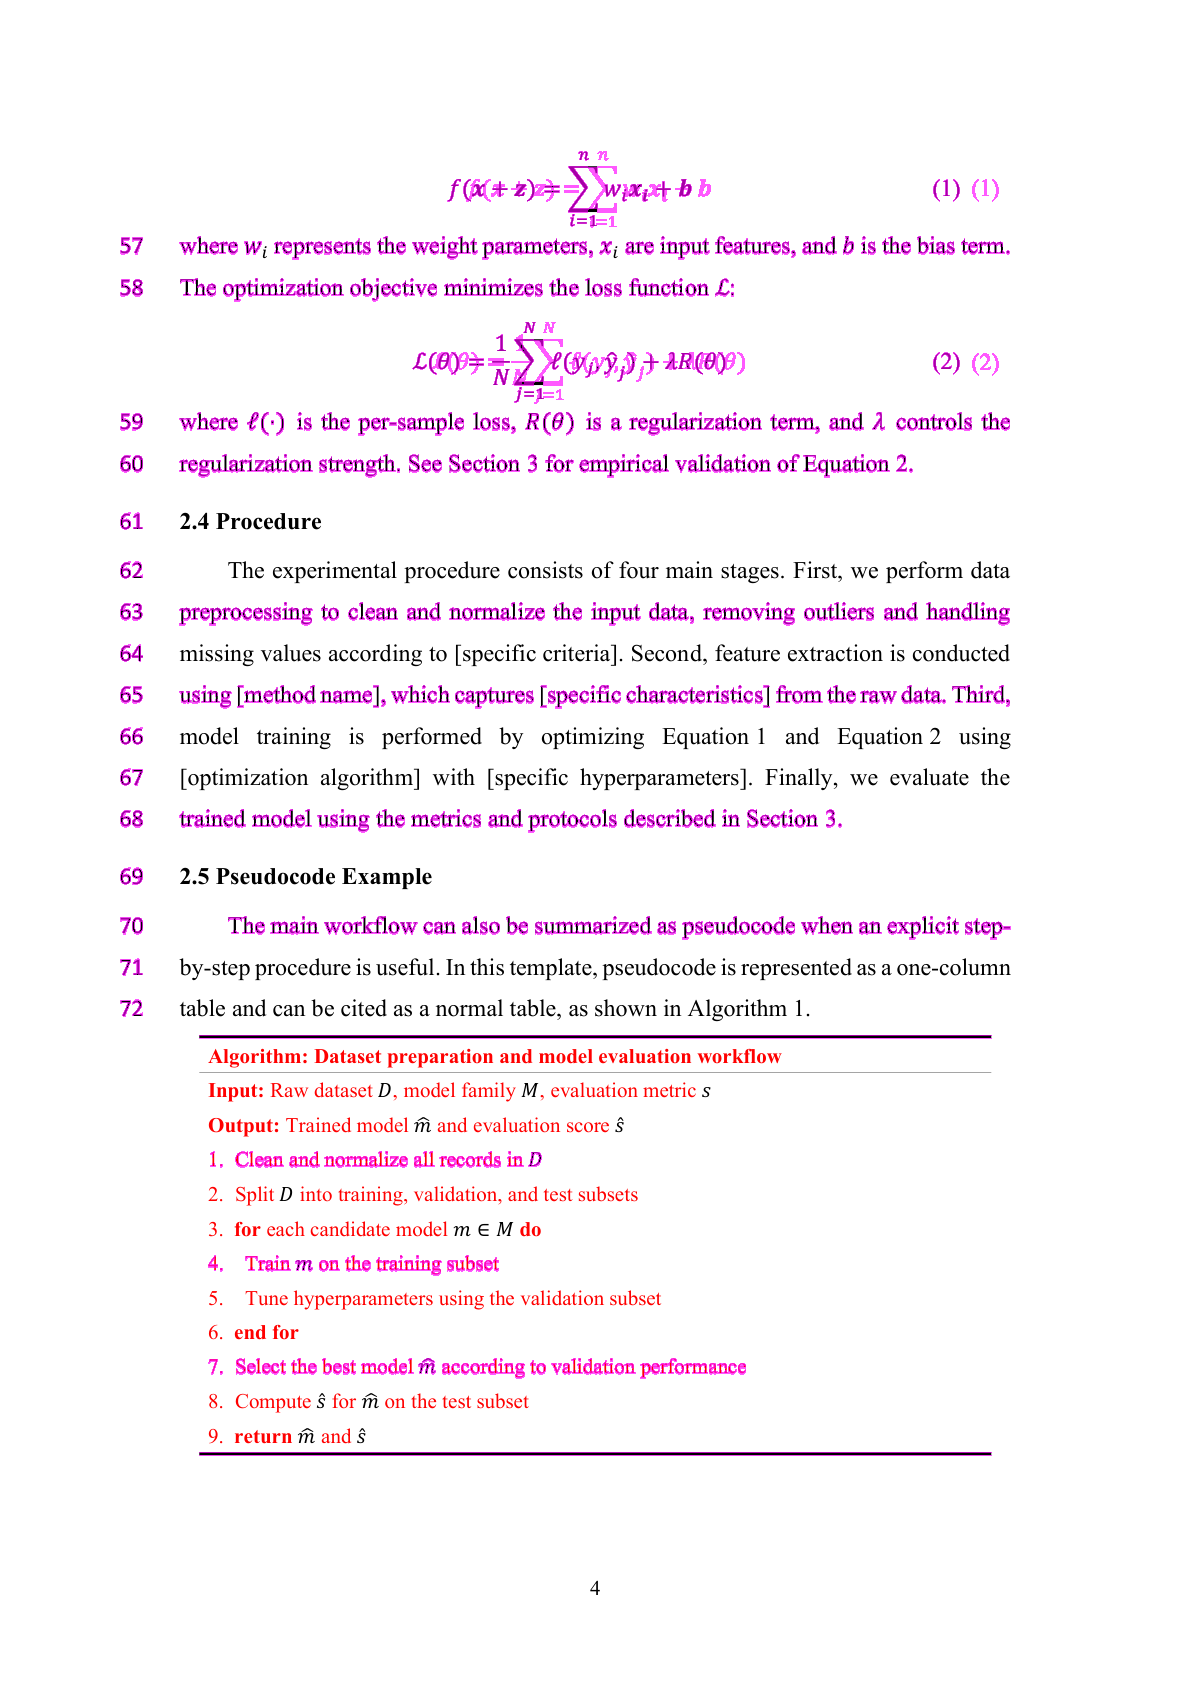 f(x + z) = ∑_{i=1}^{n} w_i x_i + b (1)
57 where w_i represents the weight parameters, x_i are input features, and b is the bias term.
58 The optimization objective minimizes the loss function ℒ:
ℒ(θ) = 1/N ∑_{j=1}^{N} ℓ(y_j, ŷ_j) + λR(θ) (2)
59 where ℓ(·) is the per-sample loss, R(θ) is a regularization term, and λ controls the
60 regularization strength. See Section 3 for empirical validation of Equation 2.
61 2.4 Procedure
62 The experimental procedure consists of four main stages. First, we perform data
63 preprocessing to clean and normalize the input data, removing outliers and handling
64 missing values according to [specific criteria]. Second, feature extraction is conducted
65 using [method name], which captures [specific characteristics] from the raw data. Third,
66 model training is performed by optimizing Equation 1 and Equation 2 using
67 [optimization algorithm] with [specific hyperparameters]. Finally, we evaluate the
68 trained model using the metrics and protocols described in Section 3.
69 2.5 Pseudocode Example
70 The main workflow can also be summarized as pseudocode when an explicit step-
71 by-step procedure is useful. In this template, pseudocode is represented as a one-column
72 table and can be cited as a normal table, as shown in Algorithm 1.
Algorithm: Dataset preparation and model evaluation workflow
Input: Raw dataset D, model family M, evaluation metric s
Output: Trained model m̂ and evaluation score ŝ
1. Clean and normalize all records in D
2. Split D into training, validation, and test subsets
3. for each candidate model m ∈ M do
4. Train m on the training subset
5. Tune hyperparameters using the validation subset
6. end for
7. Select the best model m̂ according to validation performance
8. Compute ŝ for m̂ on the test subset
9. return m̂ and ŝ
4